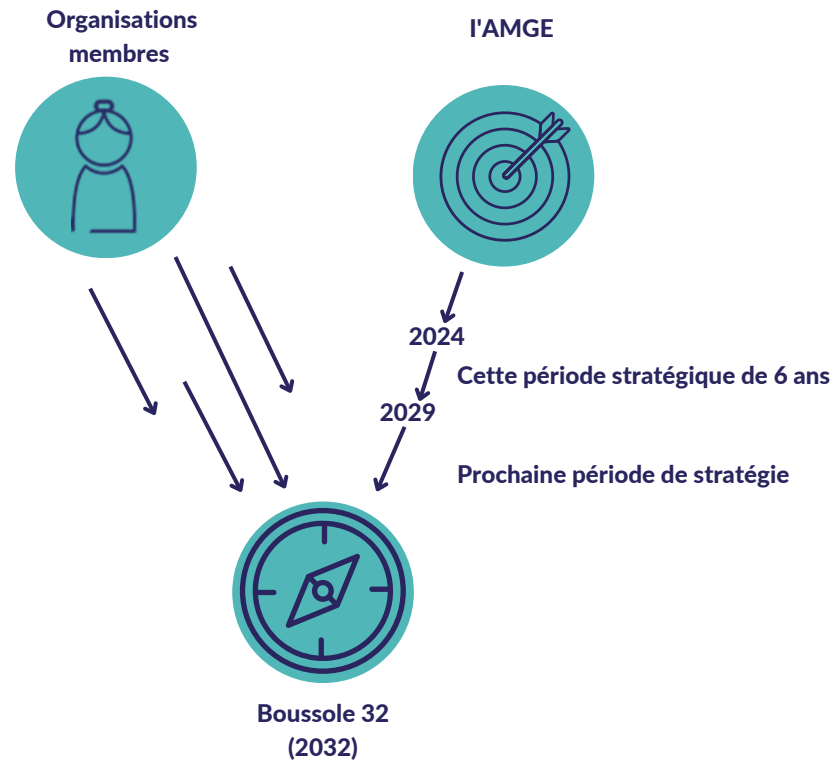 Organisations
membres
l'AMGE
2024
Cette période stratégique de 6 ans
2029
Prochaine période de stratégie
Boussole 32
(2032)